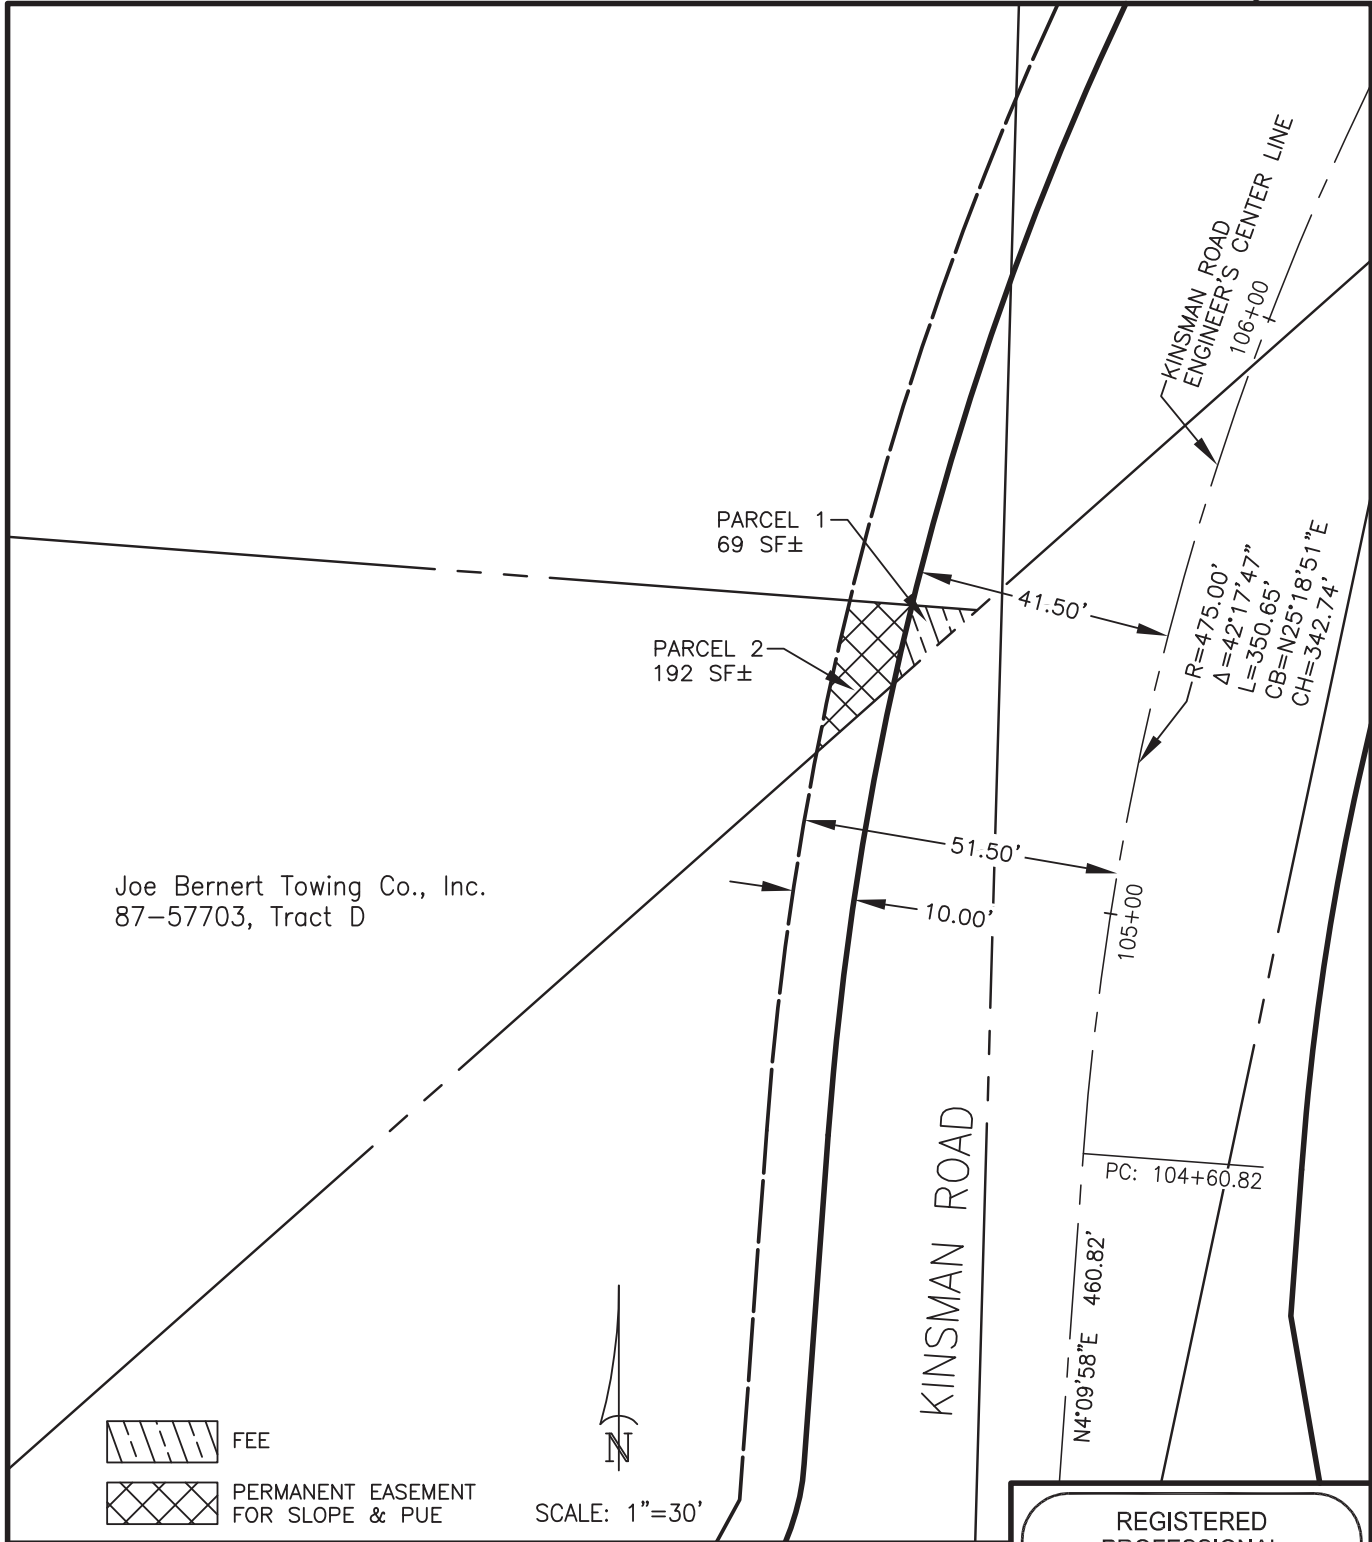 KINSMAN ROAD
ENGINEER'S CENTER LINE
106+00
PARCEL 1
69 SF±
41.50'
R=475.00'
Δ=42°17'47"
L=350.65'
CB=N25°18'51"E
CH=342.74'
PARCEL 2
192 SF±
51.50'
Joe Bernert Towing Co., Inc.
87-57703, Tract D
10.00'
105+00
KINSMAN ROAD
PC: 104+60.82
N4°09'58"E 460.82'
FEE
PERMANENT EASEMENT
FOR SLOPE & PUE
N
SCALE: 1"=30'
REGISTERED
PROFESSIONAL